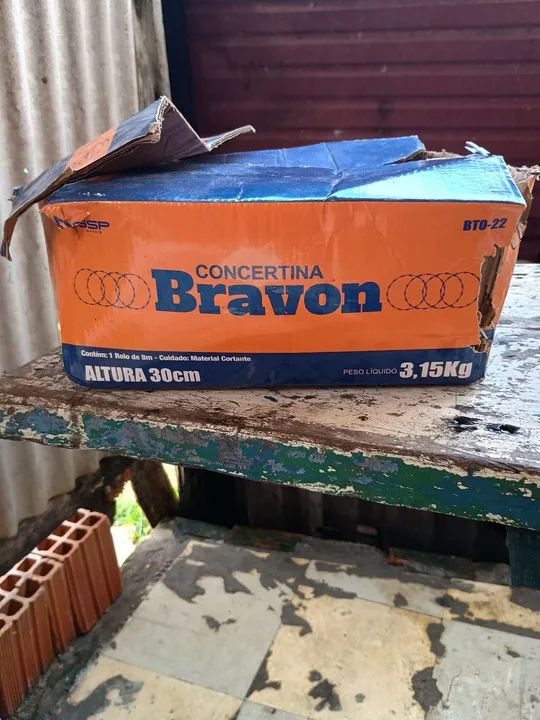 BTO-22
CONCERTINA
Bravon
Contém: 1 Rolo de 8m - Cuidado: Material Cortante
ALTURA 30cm
PESO LÍQUIDO 3,15Kg